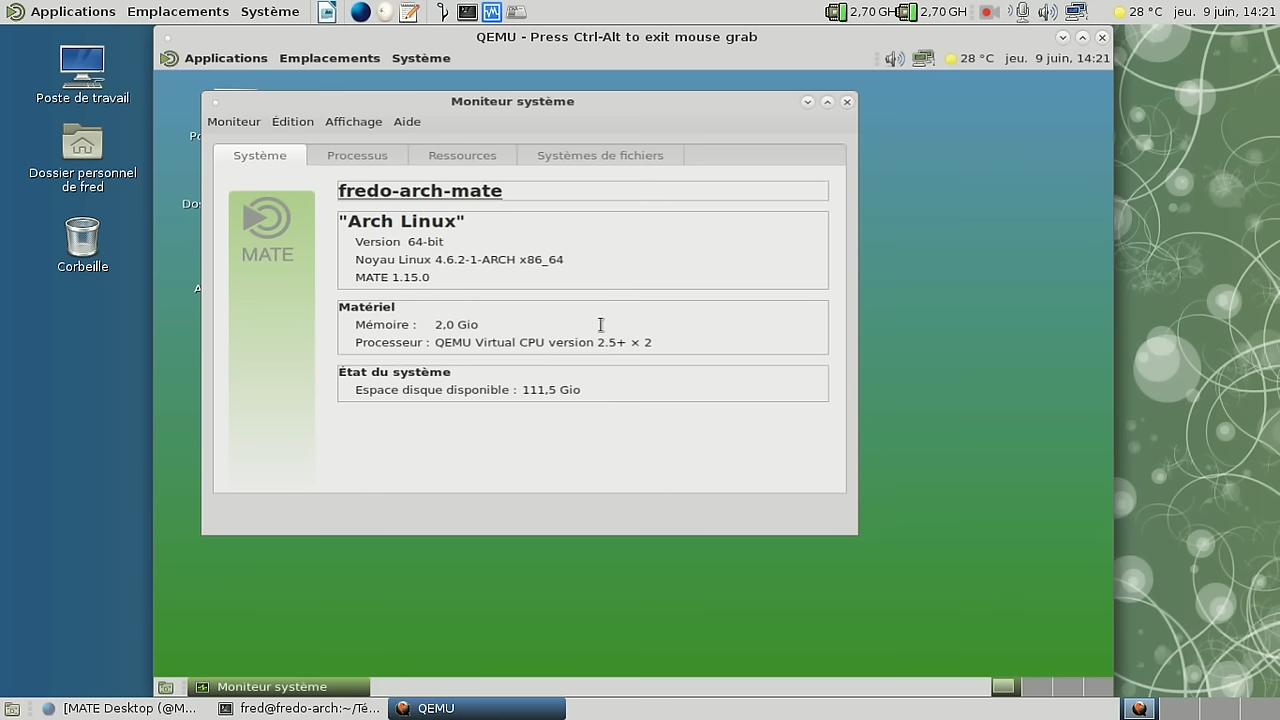 Applications Emplacements Système 2,70 GH 2,70 GH 28 °C jeu. 9 juin, 14:21
QEMU - Press Ctrl-Alt to exit mouse grab
Applications Emplacements Système 28 °C jeu. 9 juin, 14:21
Poste de travail
Dossier personnel
de fred
Corbeille
Moniteur système
Moniteur Édition Affichage Aide
Système Processus Ressources Systèmes de fichiers
MATE
fredo-arch-mate
"Arch Linux"
Version 64-bit
Noyau Linux 4.6.2-1-ARCH x86_64
MATE 1.15.0
Matériel
Mémoire : 2,0 Gio
Processeur : QEMU Virtual CPU version 2.5+ × 2
État du système
Espace disque disponible : 111,5 Gio
Moniteur système
[MATE Desktop (@M... fred@fredo-arch:~/Té... QEMU